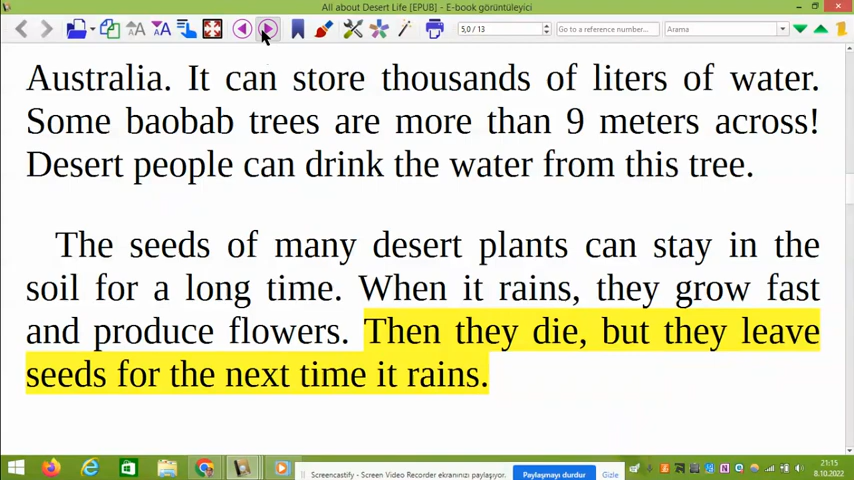 All about Desert Life [EPUB] - E-book görüntüleyici
5,0 / 13
Go to a reference number...
Arama
Australia. It can store thousands of liters of water.
Some baobab trees are more than 9 meters across!
Desert people can drink the water from this tree.
The seeds of many desert plants can stay in the
soil for a long time. When it rains, they grow fast
and produce flowers. Then they die, but they leave
seeds for the next time it rains.
Screencastify - Screen Video Recorder ekranınızı paylaşıyor.
Paylaşmayı durdur
Gizle
21:15
8.10.2022